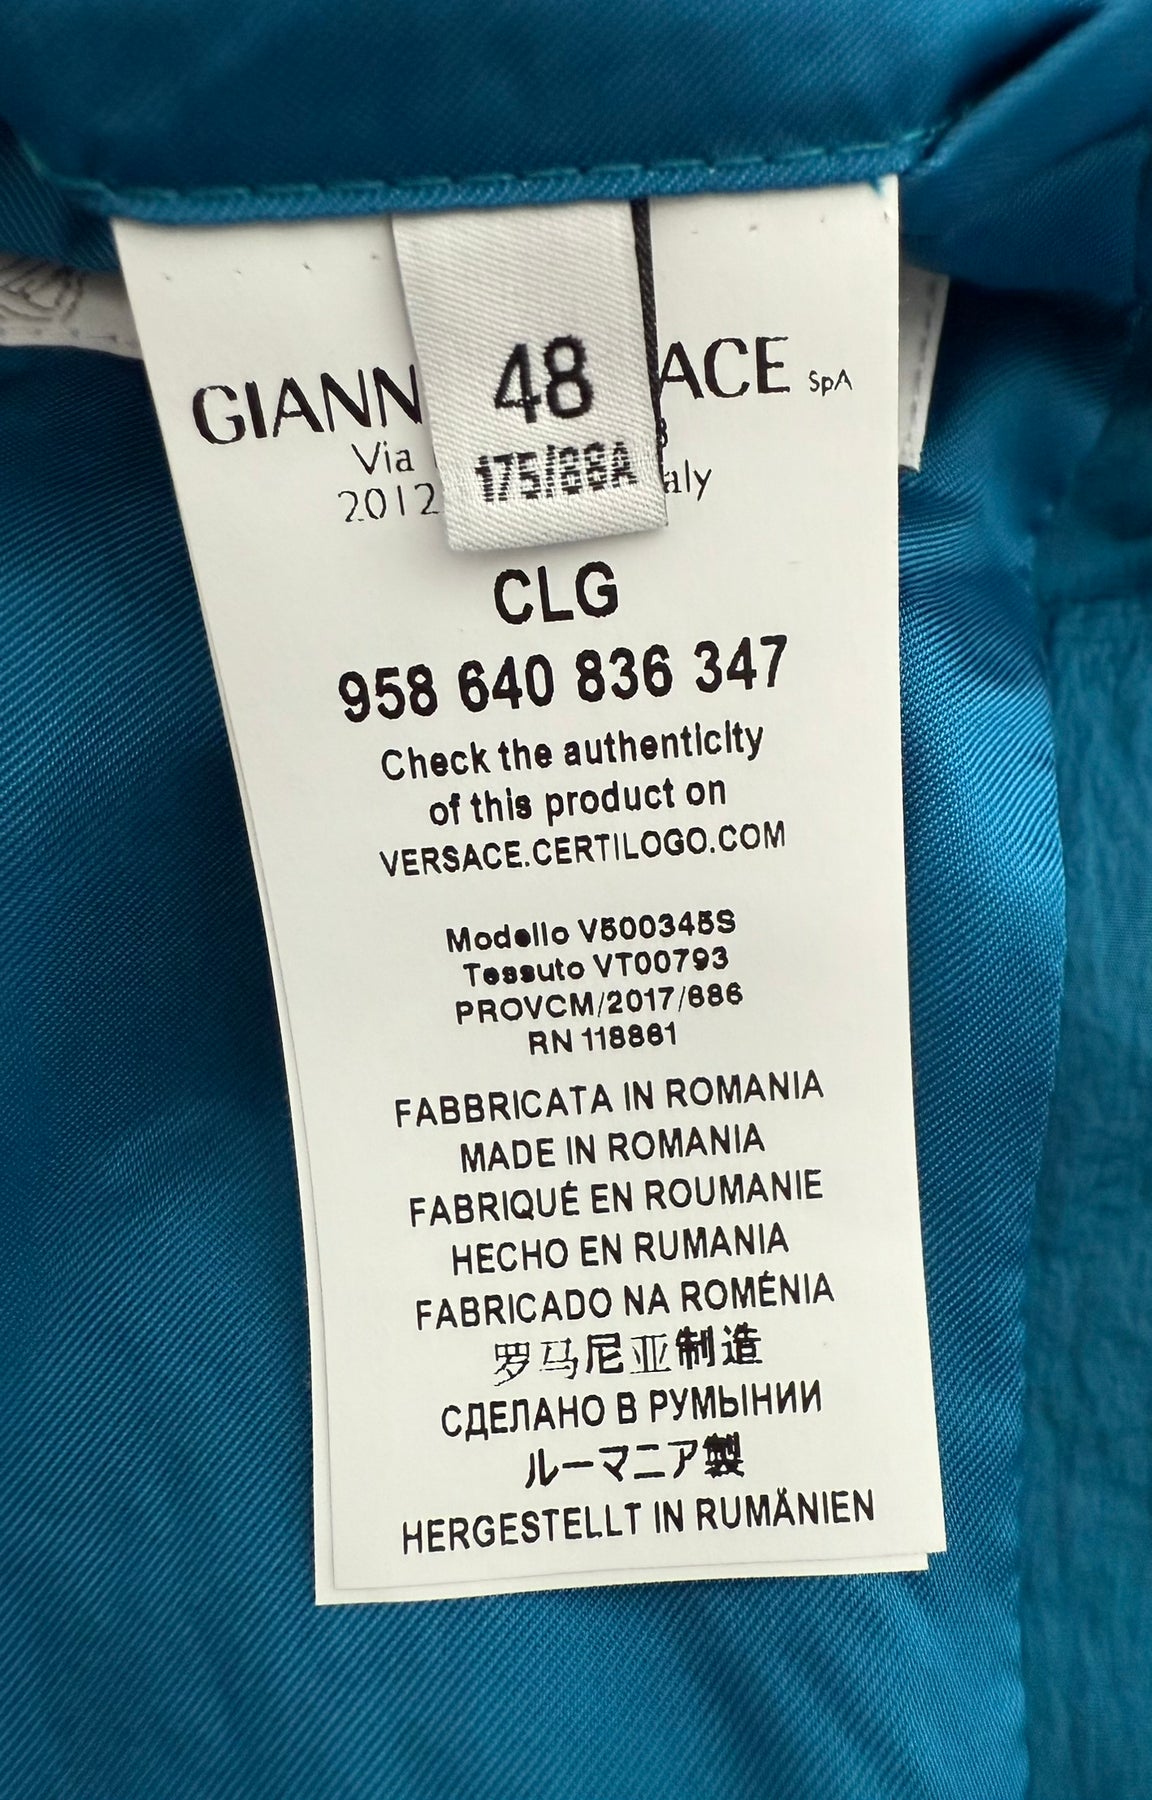 48
175/88A
GIANN ACE SpA
Via
2012 aly
CLG
958 640 836 347
Check the authenticity
of this product on
VERSACE.CERTILOGO.COM
Modello V500345S
Tessuto VT00793
PROVCM/2017/886
RN 118881
FABBRICATA IN ROMANIA
MADE IN ROMANIA
FABRIQUÉ EN ROUMANIE
HECHO EN RUMANIA
FABRICADO NA ROMÉNIA
罗马尼亚制造
СДЕЛАНО В РУМЫНИИ
ルーマニア製
HERGESTELLT IN RUMÄNIEN